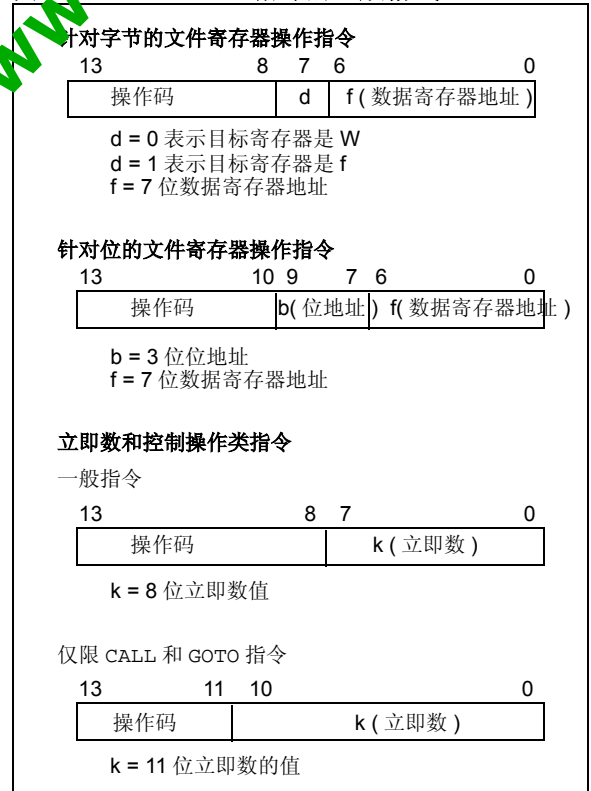 针对字节的文件寄存器操作指令
13 8 7 6 0
操作码 d f ( 数据寄存器地址 )
d = 0 表示目标寄存器是 W
d = 1 表示目标寄存器是 f
f = 7 位数据寄存器地址
针对位的文件寄存器操作指令
13 10 9 7 6 0
操作码 b( 位地址 ) f( 数据寄存器地址 )
b = 3 位位地址
f = 7 位数据寄存器地址
立即数和控制操作类指令
一般指令
13 8 7 0
操作码 k ( 立即数 )
k = 8 位立即数值
仅限 CALL 和 GOTO 指令
13 11 10 0
操作码 k ( 立即数 )
k = 11 位立即数的值